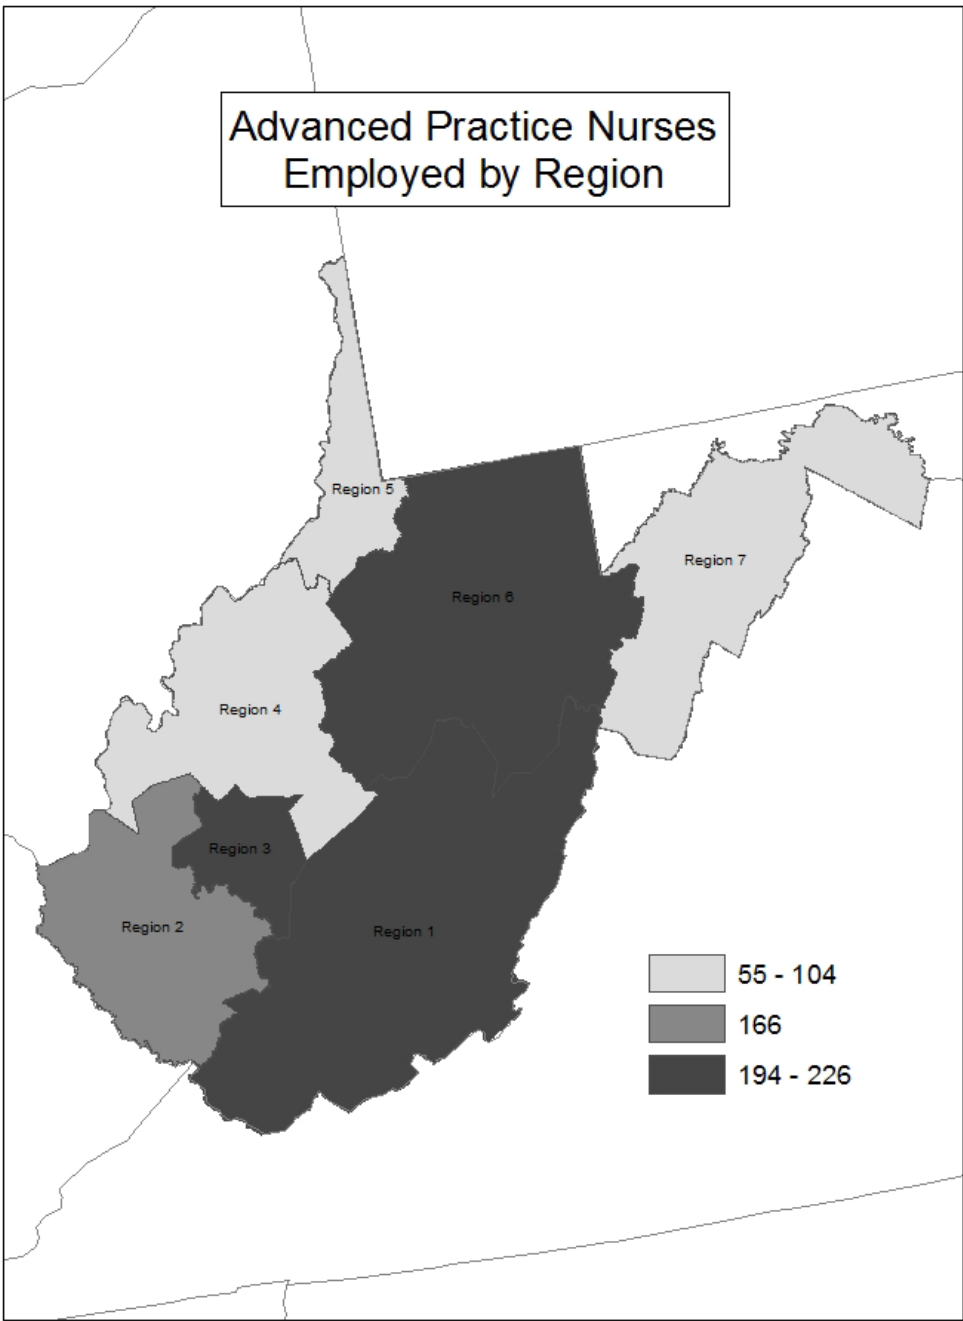 Advanced Practice Nurses
Employed by Region
Region 5
Region 7
Region 6
Region 4
Region 3
Region 2
Region 1
55 - 104
166
194 - 226